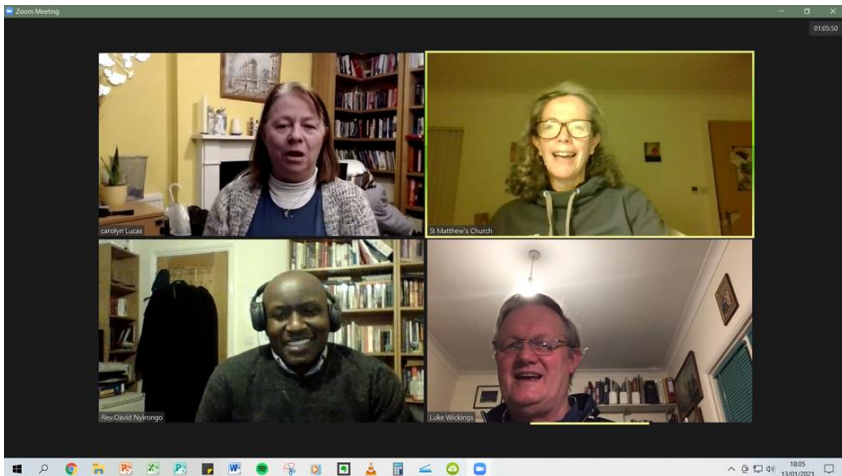 Zoom Meeting
01:05:50
carolyn Lucas
St Matthew's Church
Rev David Nyirongo
Luke Wickings
18:05
13/01/2021